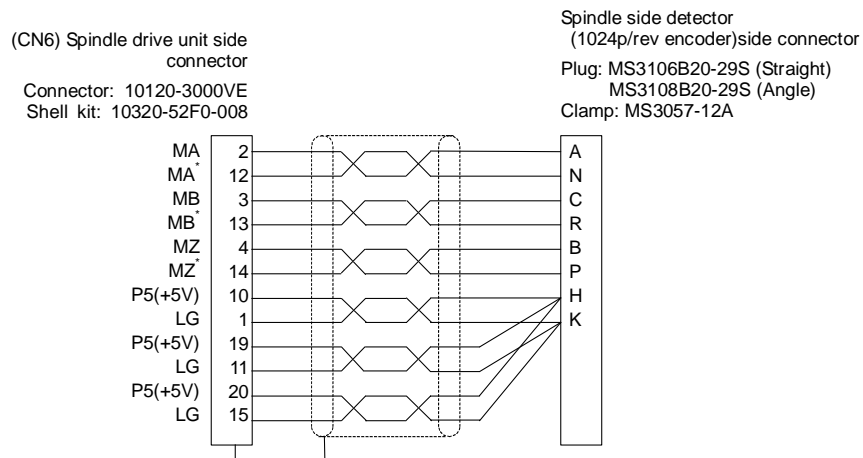 (CN6) Spindle drive unit side
connector
Connector: 10120-3000VE
Shell kit: 10320-52F0-008
Spindle side detector
(1024p/rev encoder)side connector
Plug: MS3106B20-29S (Straight)
MS3108B20-29S (Angle)
Clamp: MS3057-12A
MA 2 A
MA* 12 N
MB 3 C
MB* 13 R
MZ 4 B
MZ* 14 P
P5(+5V) 10 H
LG 1 K
P5(+5V) 19
LG 11
P5(+5V) 20
LG 15